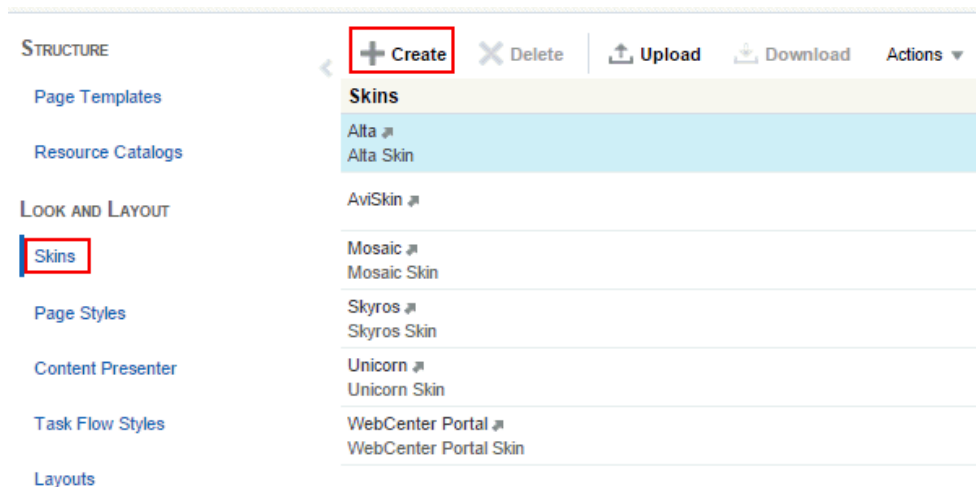 STRUCTURE
Page Templates
Resource Catalogs
LOOK AND LAYOUT
Skins
Page Styles
Content Presenter
Task Flow Styles
Layouts
Create Delete Upload Download Actions
Skins
Alta
Alta Skin
AviSkin
Mosaic
Mosaic Skin
Skyros
Skyros Skin
Unicorn
Unicorn Skin
WebCenter Portal
WebCenter Portal Skin